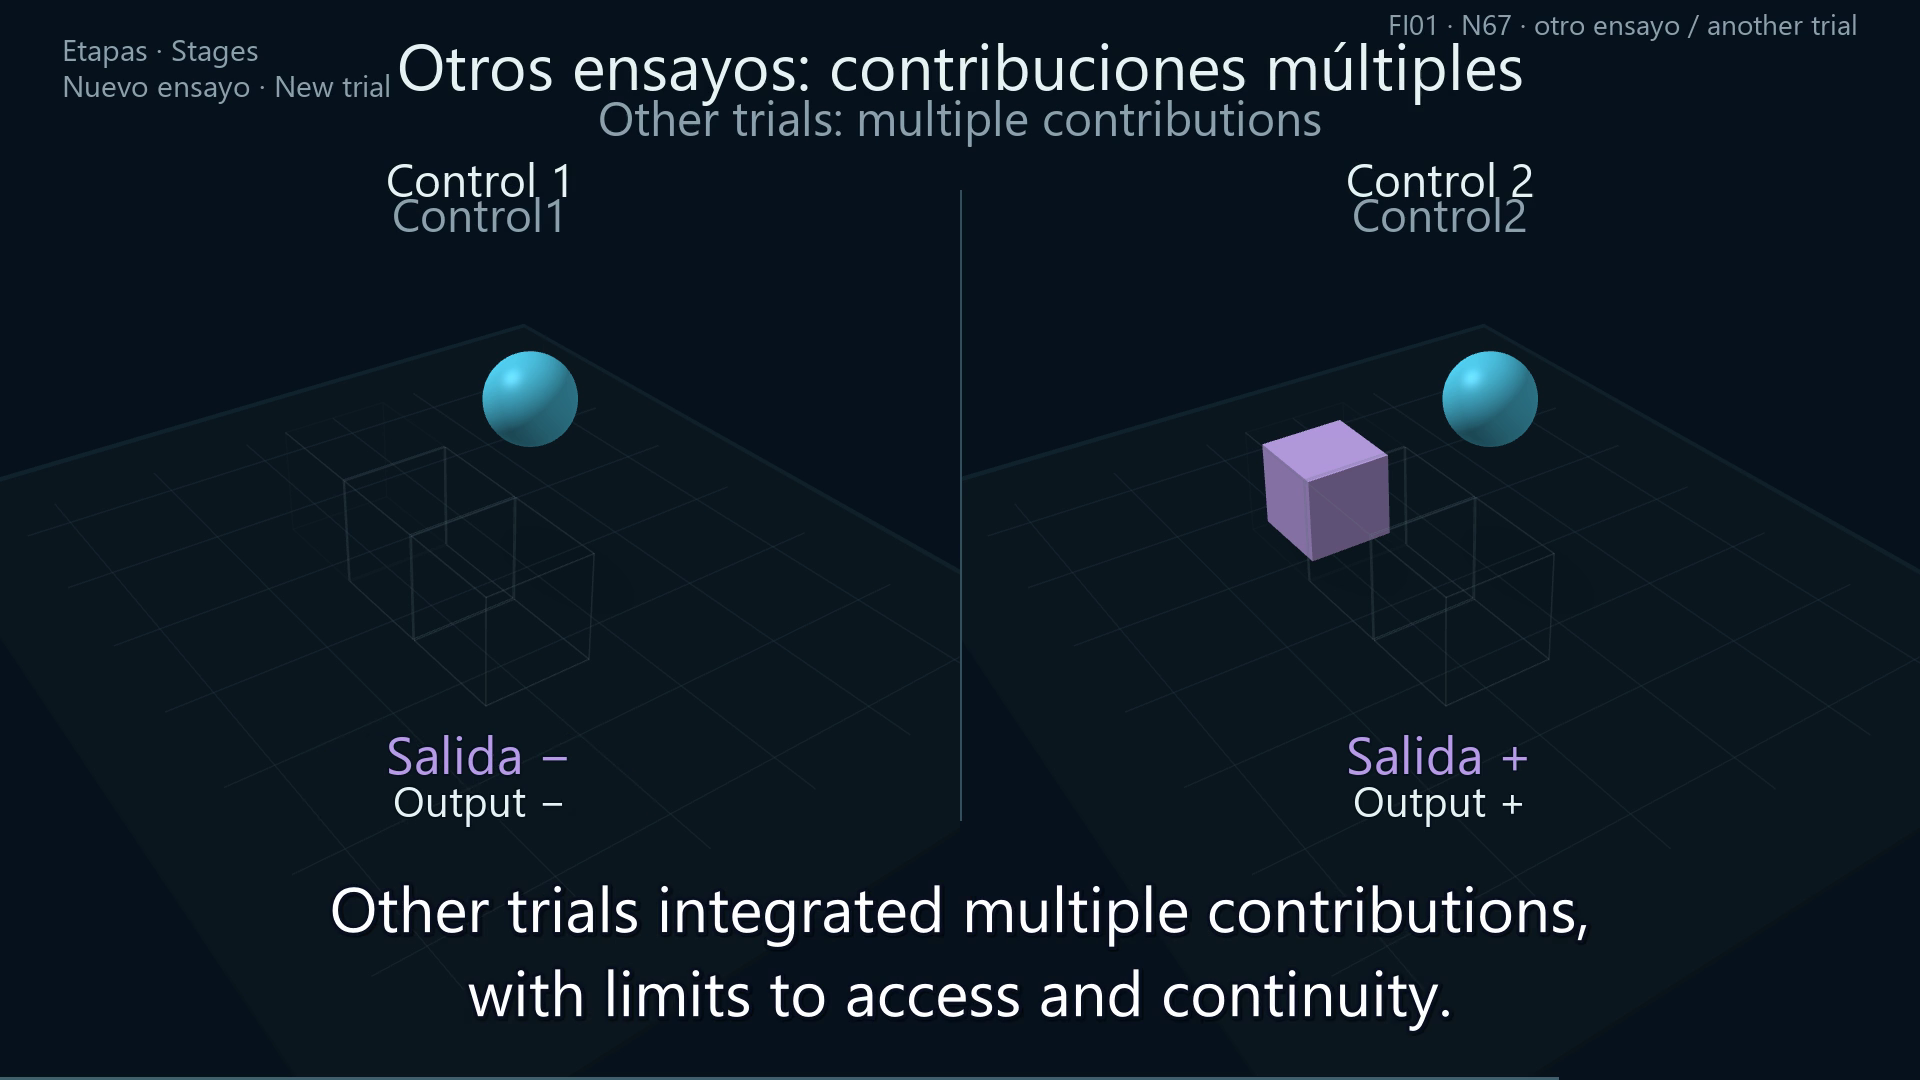 FI01 · N67 · otro ensayo / another trial
Etapas · Stages
Nuevo ensayo · New trial
Otros ensayos: contribuciones múltiples
Other trials: multiple contributions
Control 1
Control1
Control 2
Control2
Salida –
Output –
Salida +
Output +
Other trials integrated multiple contributions,
with limits to access and continuity.